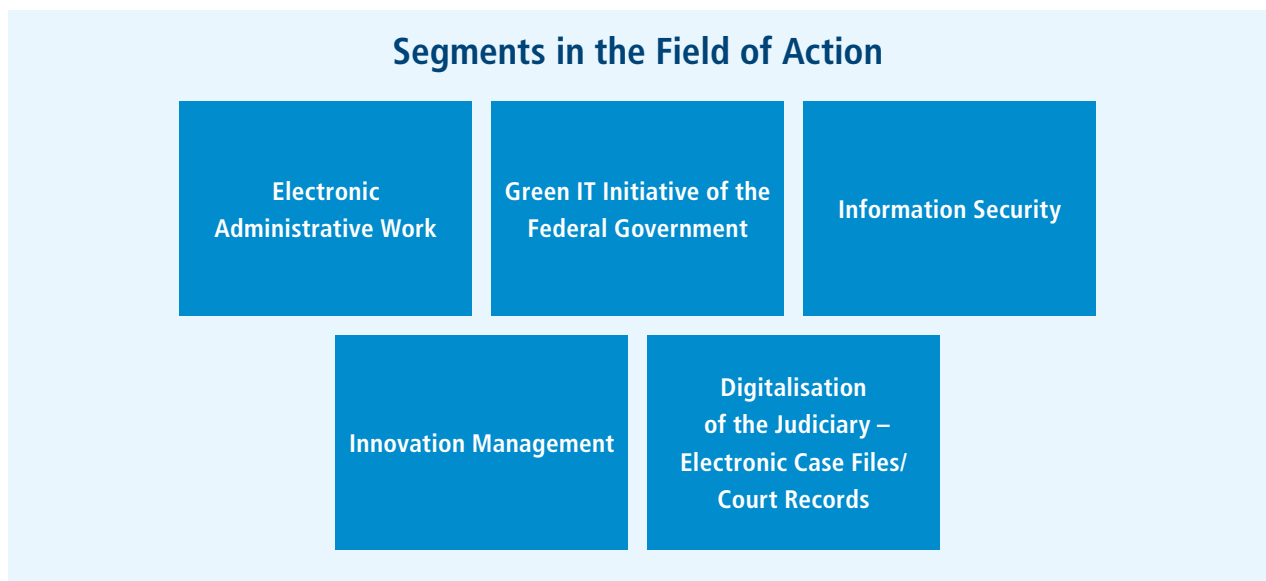 Segments in the Field of Action
Electronic
Administrative Work
Green IT Initiative of the
Federal Government
Information Security
Innovation Management
Digitalisation
of the Judiciary –
Electronic Case Files/
Court Records